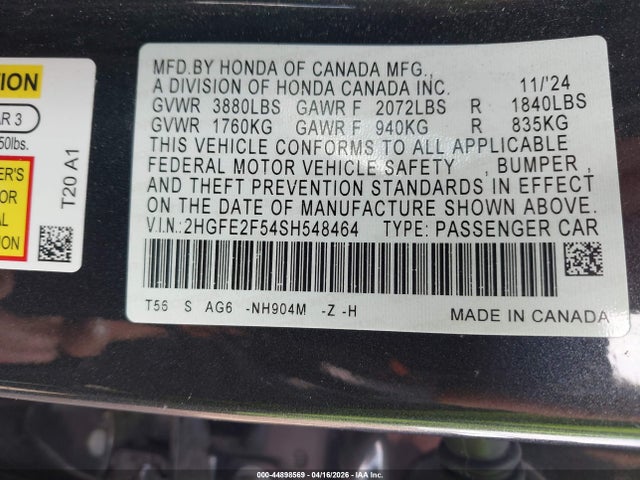 TION
AR 3
50lbs.
ER'S
OR
AL
ION
T20 A1
MFD.BY HONDA OF CANADA MFG.,
A DIVISION OF HONDA CANADA INC. 11/'24
GVWR 3880LBS GAWR F 2072LBS R 1840LBS
GVWR 1760KG GAWR F 940KG R 835KG
THIS VEHICLE CONFORMS TO ALL APPLICABLE
FEDERAL MOTOR VEHICLE SAFETY , BUMPER ,
AND THEFT PREVENTION STANDARDS IN EFFECT
ON THE DATE OF MANUFACTURE SHOWN ABOVE.
V.I.N.: 2HGFE2F54SH548464 TYPE: PASSENGER CAR
T56 S AG6 -NH904M -Z -H
MADE IN CANADA
000-44898569 - 04/16/2026 - IAA Inc.